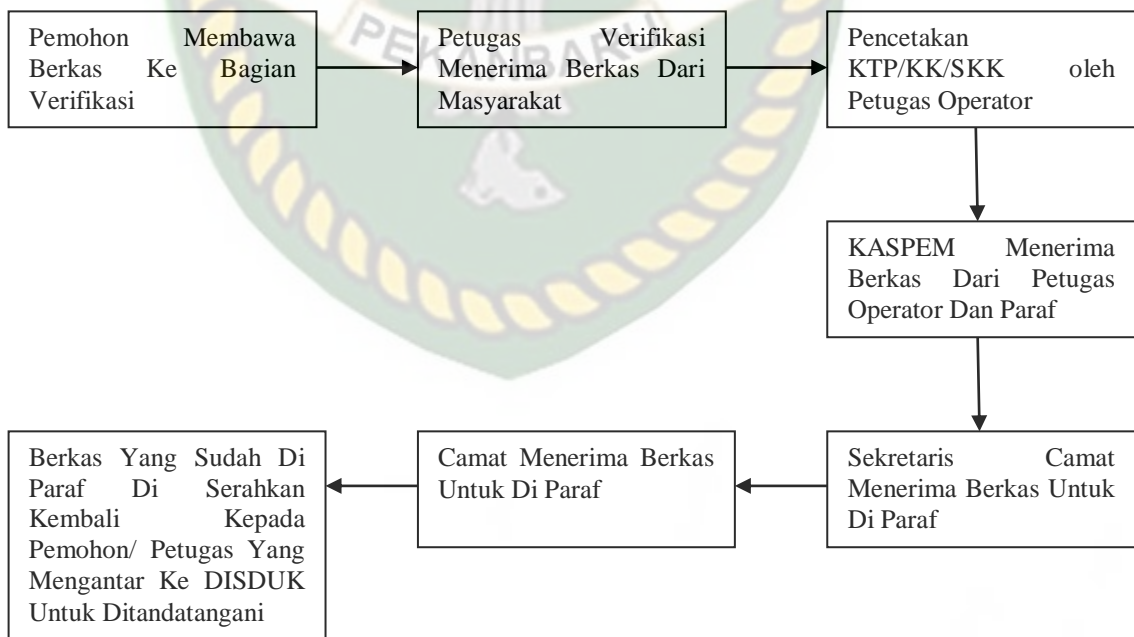 PEKANBARU
Pemohon Membawa
Berkas Ke Bagian
Verifikasi
Petugas Verifikasi
Menerima Berkas Dari
Masyarakat
Pencetakan
KTP/KK/SKK oleh
Petugas Operator
KASPEM Menerima
Berkas Dari Petugas
Operator Dan Paraf
Sekretaris Camat
Menerima Berkas Untuk
Di Paraf
Camat Menerima Berkas
Untuk Di Paraf
Berkas Yang Sudah Di
Paraf Di Serahkan
Kembali Kepada
Pemohon/ Petugas Yang
Mengantar Ke DISDUK
Untuk Ditandatangani